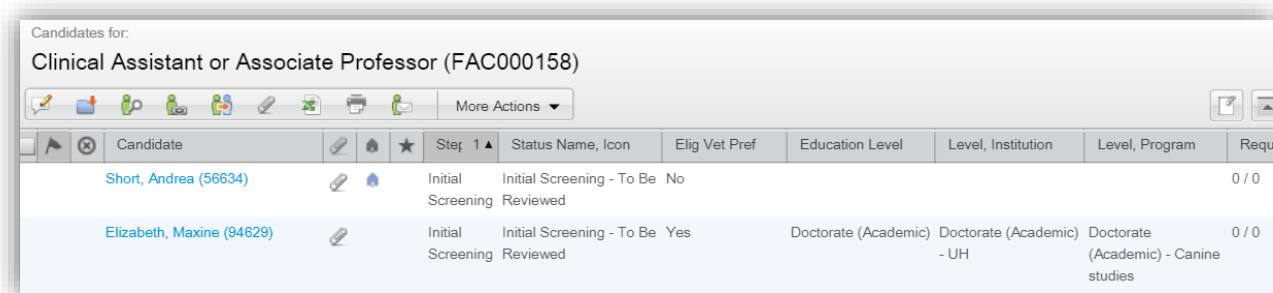 Candidates for:
Clinical Assistant or Associate Professor (FAC000158)
More Actions
Candidate 1 Status Name, Icon Elig Vet Pref Education Level Level, Institution Level, Program
Short, Andrea (56634) Initial Initial Screening - To Be No 0 / 0
Screening Reviewed
Elizabeth, Maxine (94629) Initial Initial Screening - To Be Yes Doctorate (Academic) Doctorate (Academic) Doctorate 0 / 0
Screening Reviewed - UH (Academic) - Canine
studies